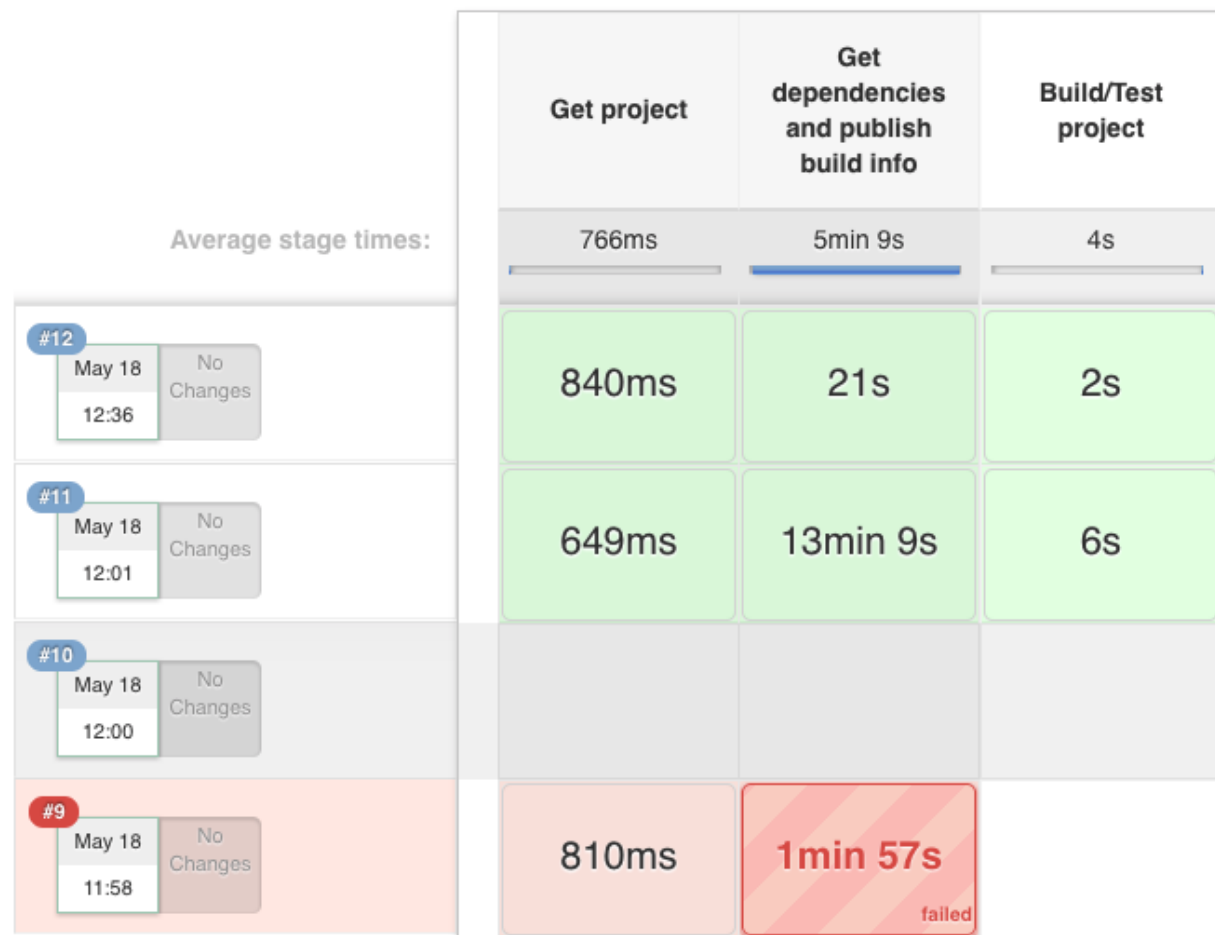 Get project
Get
dependencies
and publish
build info
Build/Test
project
Average stage times:
766ms
5min 9s
4s
#12
May 18
12:36
No
Changes
840ms
21s
2s
#11
May 18
12:01
No
Changes
649ms
13min 9s
6s
#10
May 18
12:00
No
Changes
#9
May 18
11:58
No
Changes
810ms
1min 57s
failed